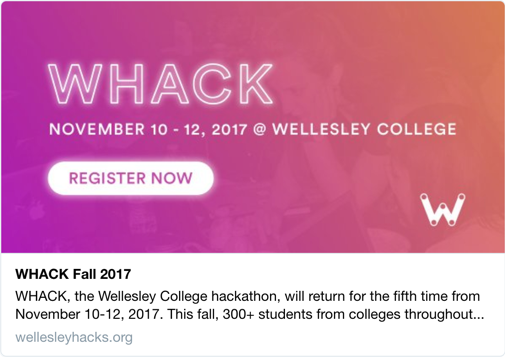 WHACK
NOVEMBER 10 - 12, 2017 @ WELLESLEY COLLEGE
REGISTER NOW
W
WHACK Fall 2017
WHACK, the Wellesley College hackathon, will return for the fifth time from
November 10-12, 2017. This fall, 300+ students from colleges throughout...
wellesleyhacks.org